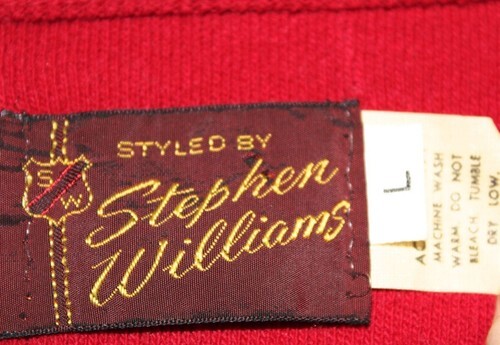 STYLED BY
Stephen
Williams
S
W
L
MACHINE WASH
WARM. DO NOT
BLEACH. TUMBLE
DRY LOW.